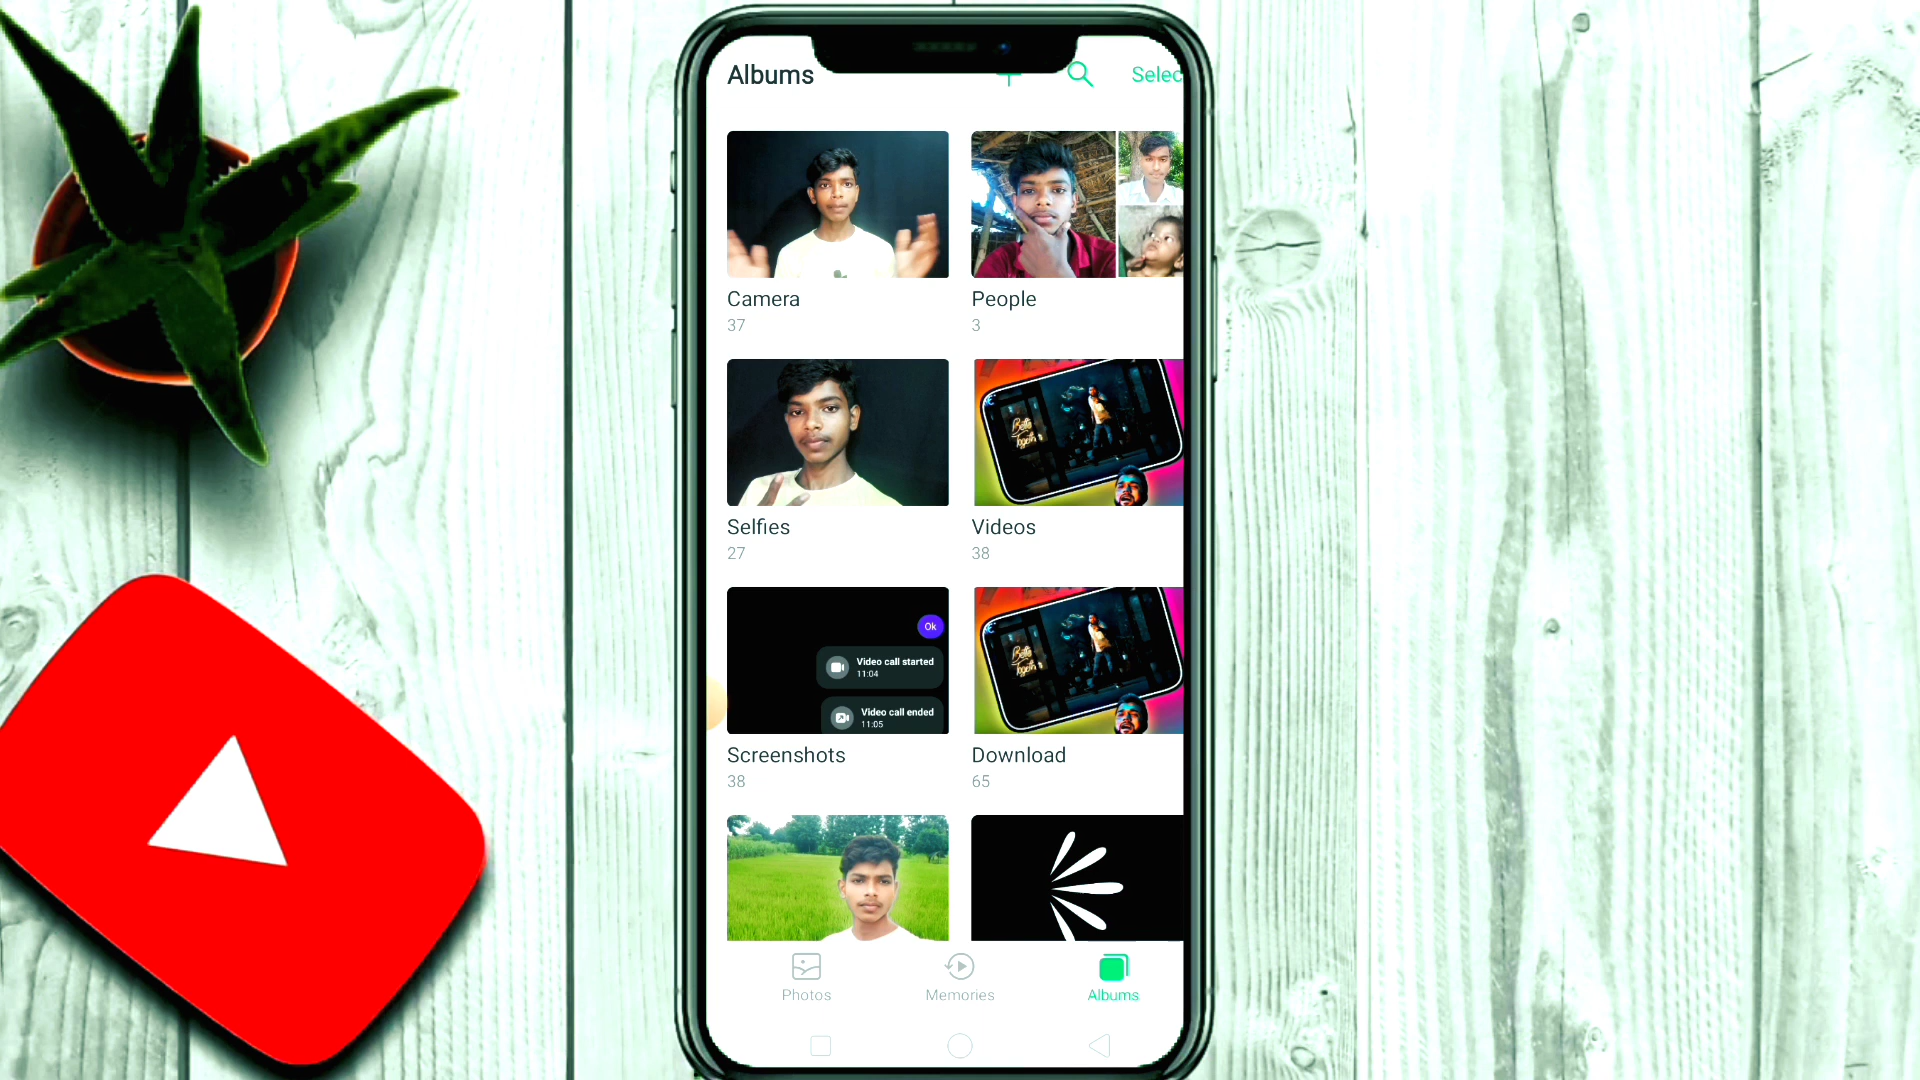 Albums
Selec
Camera
37
People
3
Selfies
27
Videos
38
Ok
Video call started
11:04
Video call ended
11:05
Screenshots
38
Download
65
Photos
Memories
Albums